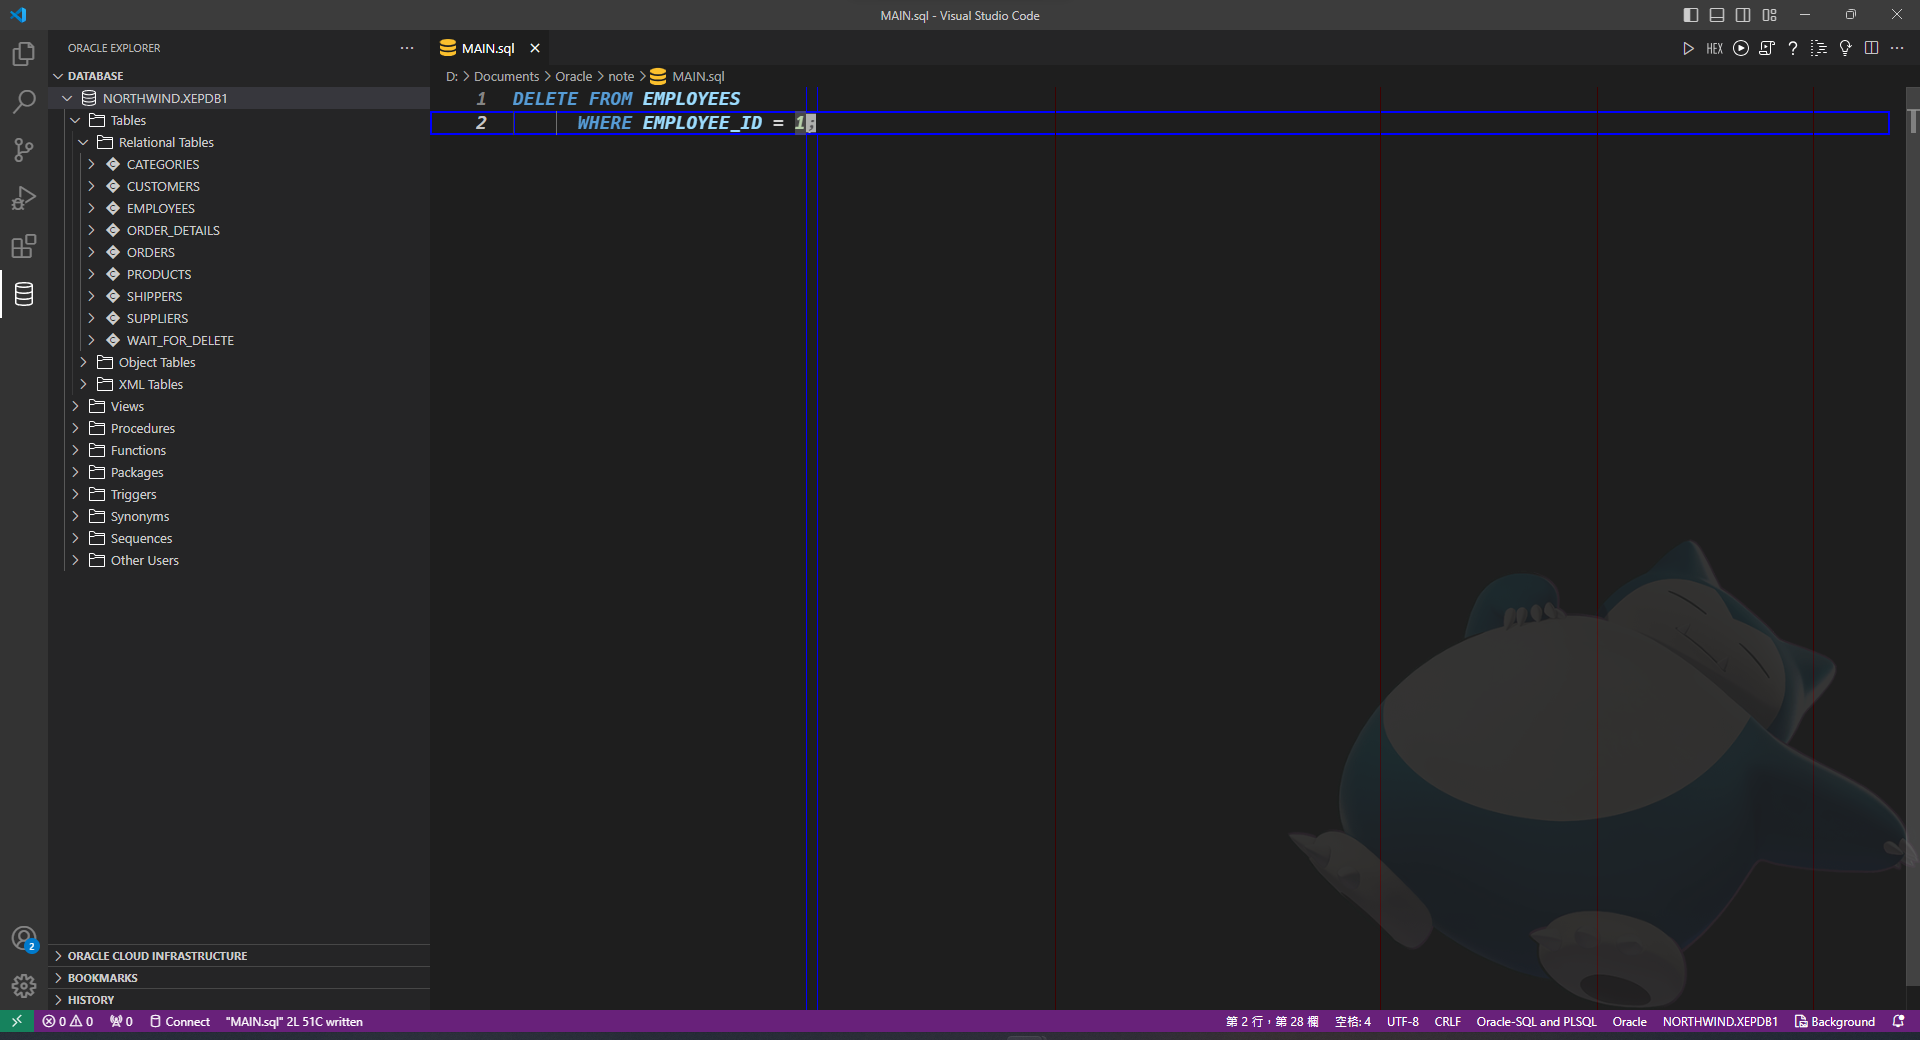 MAIN.sql - Visual Studio Code
ORACLE EXPLORER
DATABASE
NORTHWIND.XEPDB1
Tables
Relational Tables
CATEGORIES
CUSTOMERS
EMPLOYEES
ORDER_DETAILS
ORDERS
PRODUCTS
SHIPPERS
SUPPLIERS
WAIT_FOR_DELETE
Object Tables
XML Tables
Views
Procedures
Functions
Packages
Triggers
Synonyms
Sequences
Other Users
ORACLE CLOUD INFRASTRUCTURE
BOOKMARKS
HISTORY
MAIN.sql
HEX
D: > Documents > Oracle > note > MAIN.sql
1 DELETE FROM EMPLOYEES
2 WHERE EMPLOYEE_ID = 1;
2
0 0 0 Connect "MAIN.sql" 2L 51C written
第 2 行，第 28 欄 空格: 4 UTF-8 CRLF Oracle-SQL and PLSQL Oracle NORTHWIND.XEPDB1 Background